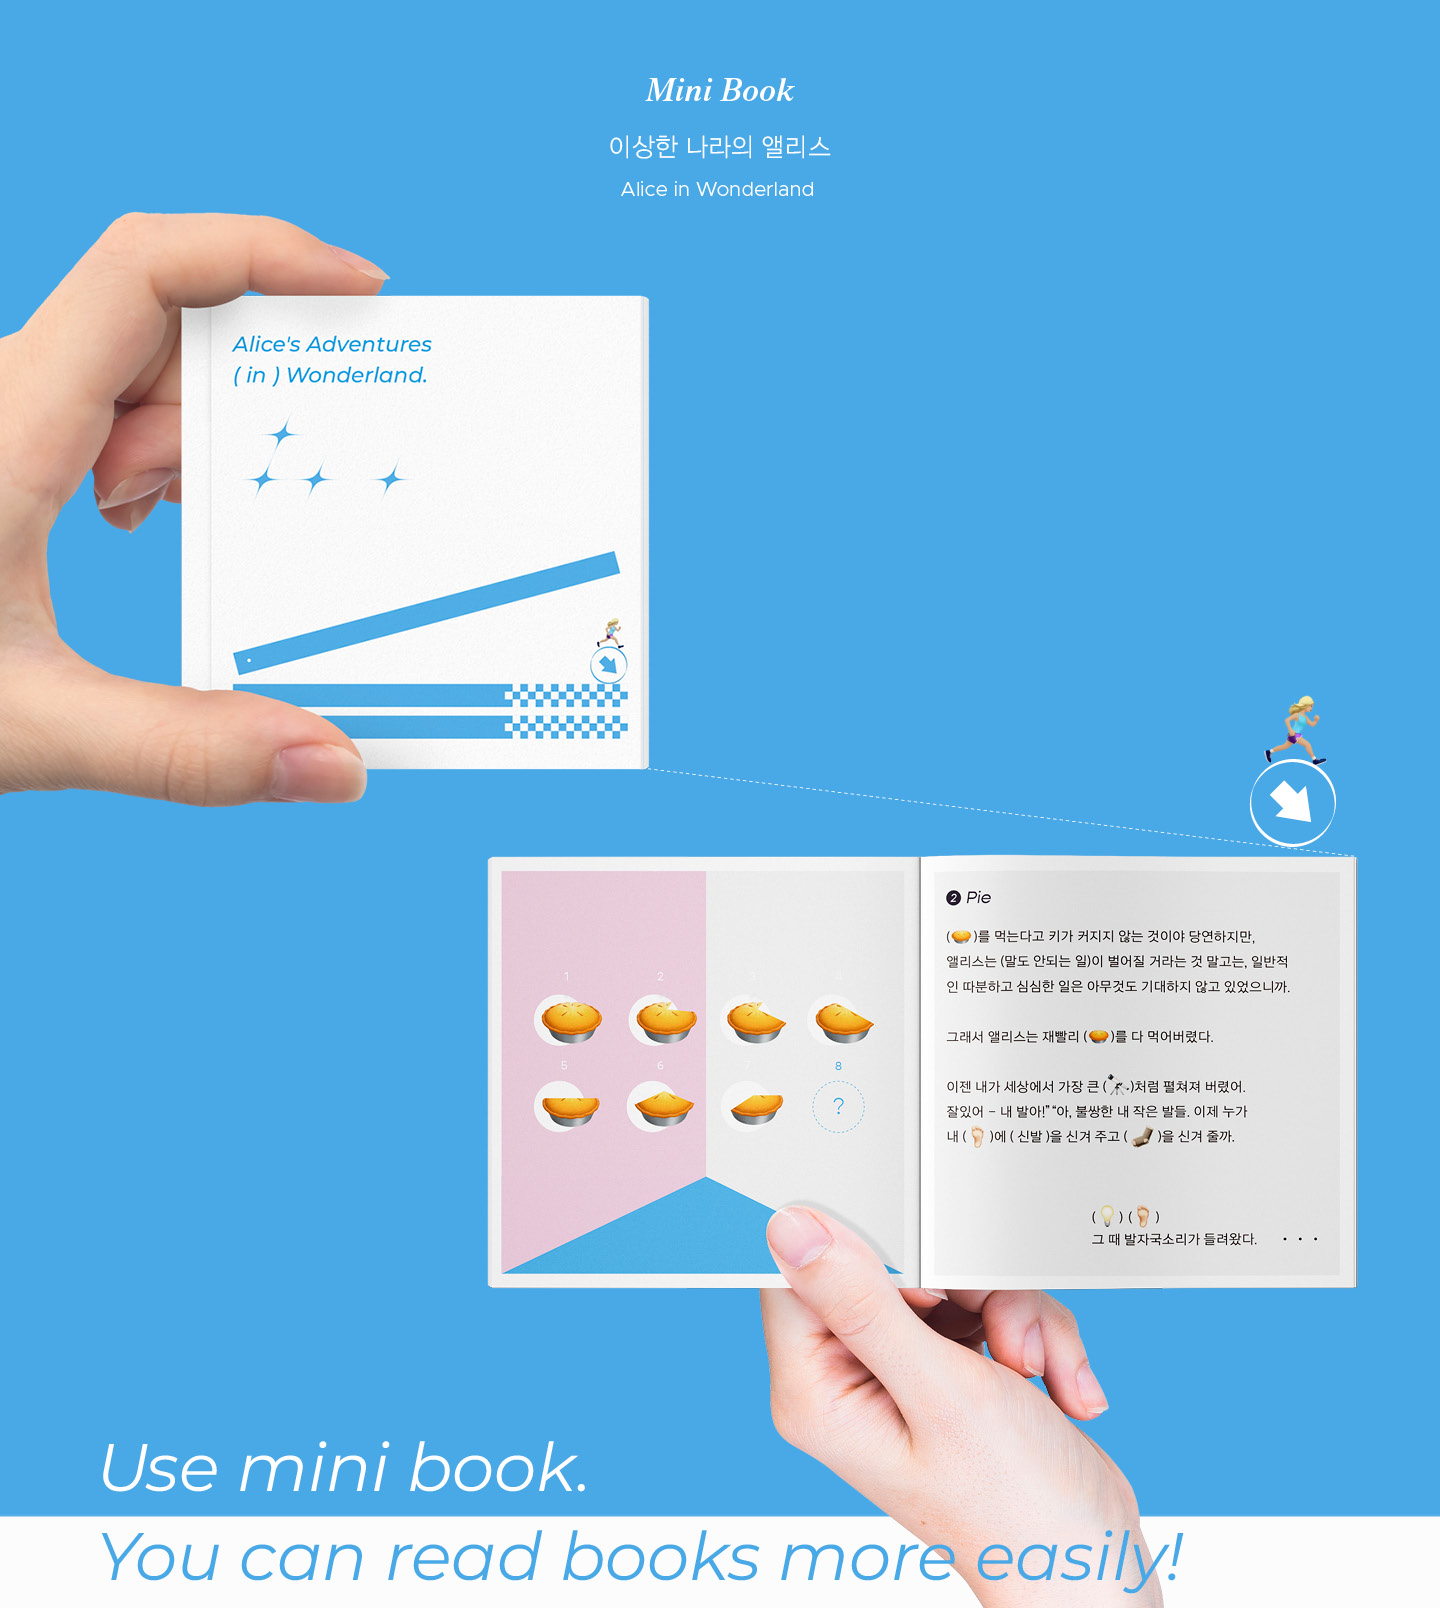 Mini Book
이상한 나라의 앨리스
Alice in Wonderland
Alice's Adventures
( in ) Wonderland.
1 2 3 4
5 6 7 8
?
2 Pie
( )를 먹는다고 키가 커지지 않는 것이야 당연하지만,
앨리스는 (말도 안되는 일)이 벌어질 거라는 것 말고는, 일반적
인 따분하고 심심한 일은 아무것도 기대하지 않고 있었으니까.
그래서 앨리스는 재빨리 ( )를 다 먹어버렸다.
이젠 내가 세상에서 가장 큰 ( )처럼 펼쳐져 버렸어.
잘있어 – 내 발아!” “아, 불쌍한 내 작은 발들. 이제 누가
내 ( )에 ( 신발 )을 신겨 주고 ( )을 신겨 줄까.
( ) ( )
그 때 발자국소리가 들려왔다. · · ·
Use mini book.
You can read books more easily!